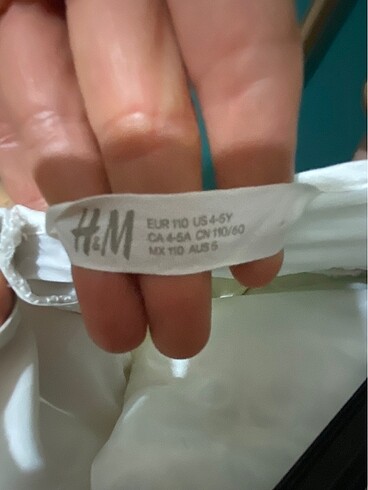 H&M
EUR 110 US 4-5Y
CA 4-5A CN 110/60
MX 110 AUS 5